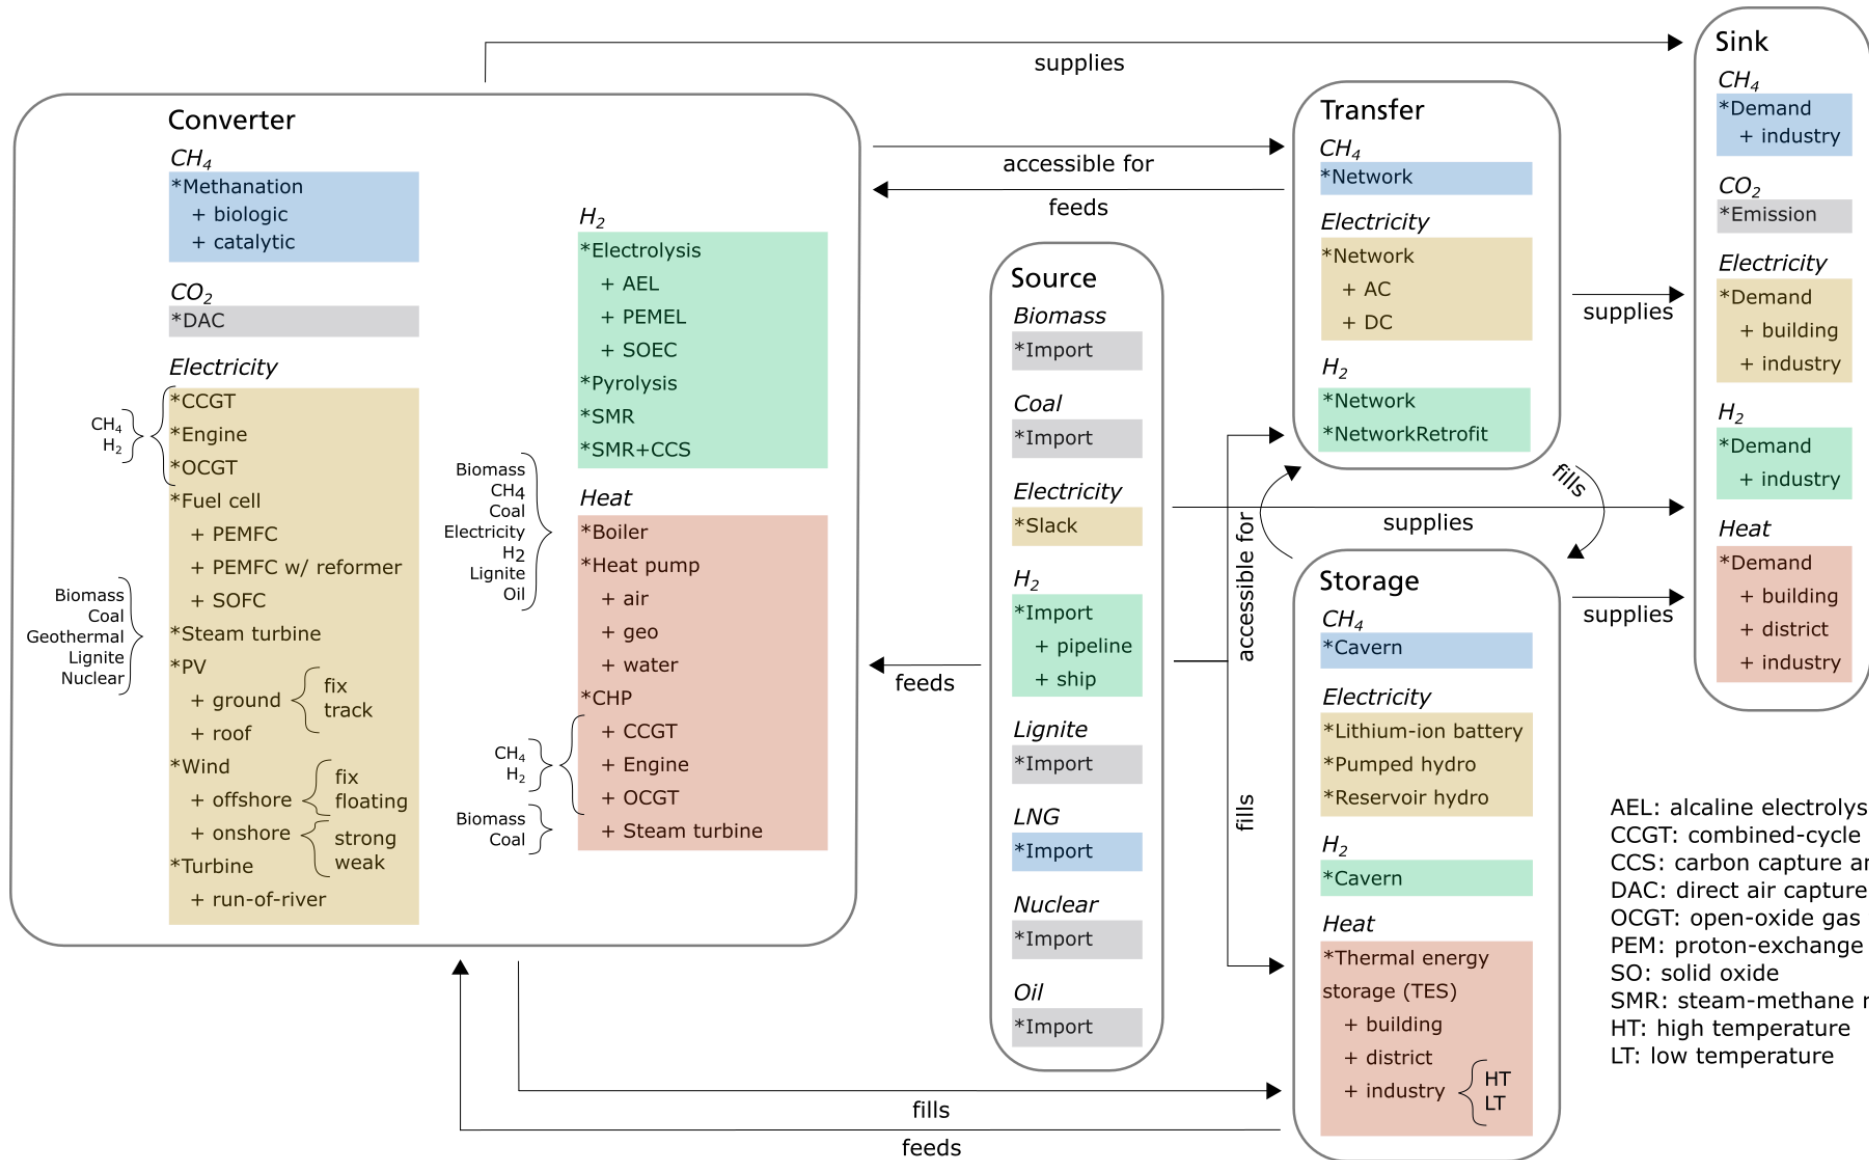 supplies
Converter
CH4
*Methanation
+ biologic
+ catalytic
CO2
*DAC
Electricity
CH4
H2
*CCGT
*Engine
*OCGT
*Fuel cell
+ PEMFC
+ PEMFC w/ reformer
+ SOFC
Biomass
Coal
Geothermal
Lignite
Nuclear
*Steam turbine
*PV
+ ground
fix
track
+ roof
*Wind
+ offshore
fix
floating
+ onshore
strong
weak
*Turbine
+ run-of-river
H2
*Electrolysis
+ AEL
+ PEMEL
+ SOEC
*Pyrolysis
*SMR
*SMR+CCS
Heat
Biomass
CH4
Coal
Electricity
H2
Lignite
Oil
*Boiler
*Heat pump
+ air
+ geo
+ water
*CHP
CH4
H2
+ CCGT
+ Engine
+ OCGT
Biomass
Coal
+ Steam turbine
accessible for
feeds
feeds
Source
Biomass
*Import
Coal
*Import
Electricity
*Slack
H2
*Import
+ pipeline
+ ship
Lignite
*Import
LNG
*Import
Nuclear
*Import
Oil
*Import
accessible for
fills
supplies
fills
fills
feeds
Transfer
CH4
*Network
Electricity
*Network
+ AC
+ DC
H2
*Network
*NetworkRetrofit
Storage
CH4
*Cavern
Electricity
*Lithium-ion battery
*Pumped hydro
*Reservoir hydro
H2
*Cavern
Heat
*Thermal energy
storage (TES)
+ building
+ district
+ industry
HT
LT
supplies
supplies
Sink
CH4
*Demand
+ industry
CO2
*Emission
Electricity
*Demand
+ building
+ industry
H2
*Demand
+ industry
Heat
*Demand
+ building
+ district
+ industry
AEL: alcaline electrolys
CCGT: combined-cycle
CCS: carbon capture
DAC: direct air capture
OCGT: open-oxide gas
PEM: proton-exchange
SO: solid oxide
SMR: steam-methane
HT: high temperature
LT: low temperature